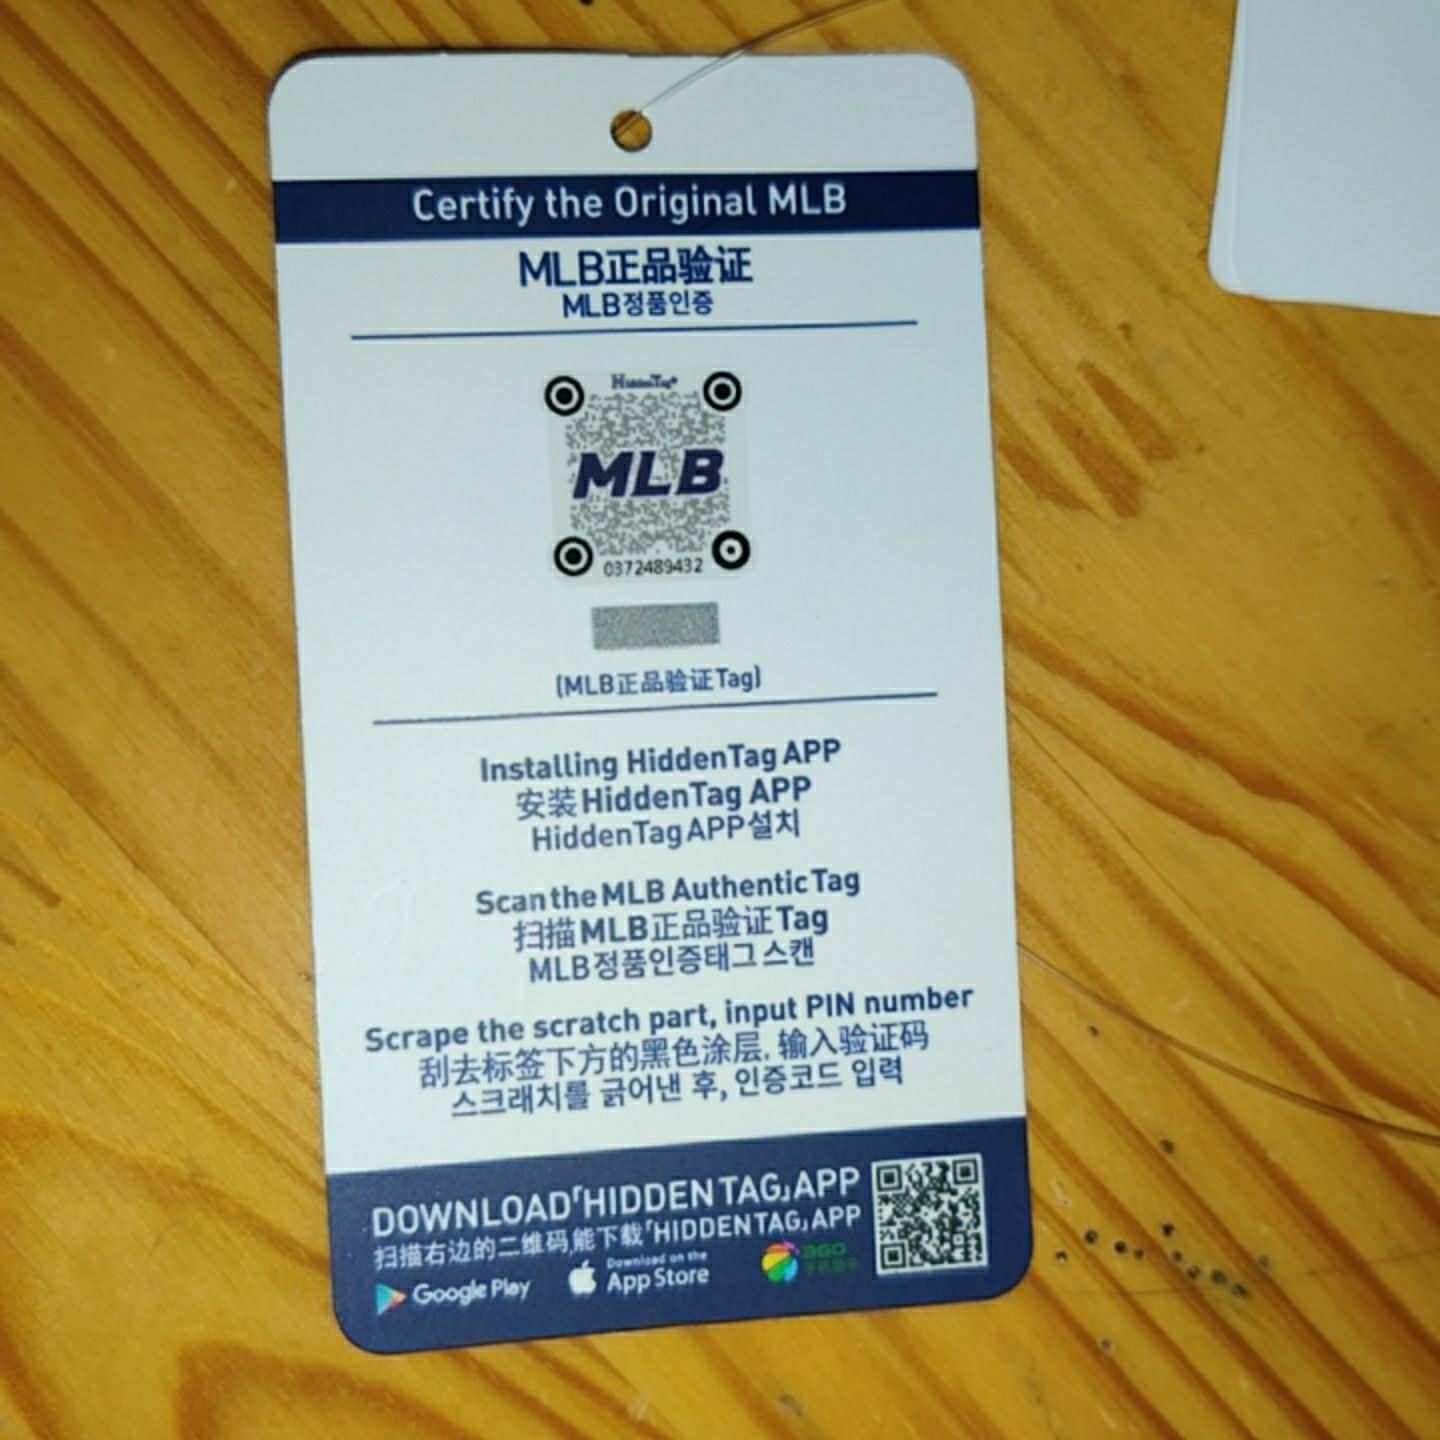 Certify the Original MLB
MLB正品验证
MLB정품인증
HiddenTag®
MLB
0372489432
(MLB正品验证Tag)
Installing HiddenTag APP
安装HiddenTag APP
HiddenTag APP설치
Scan the MLB Authentic Tag
扫描MLB正品验证Tag
MLB정품인증태그 스캔
Scrape the scratch part, input PIN number
刮去标签下方的黑色涂层, 输入验证码
스크래치를 긁어낸 후, 인증코드 입력
DOWNLOAD「HIDDEN TAG」APP
扫描右边的二维码,能下载「HIDDENTAG」APP
Google Play
Download on the
App Store
360
手机助手